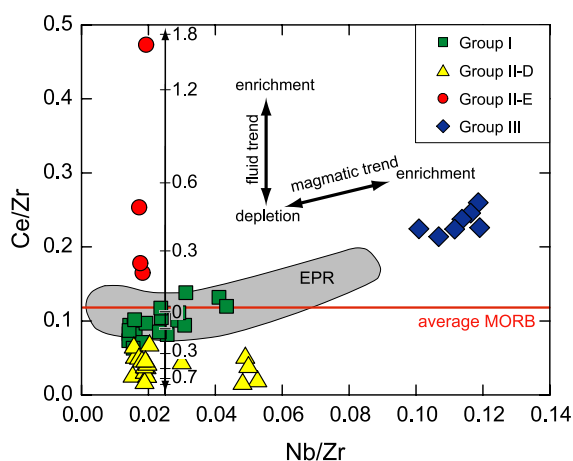 0.5
0.4
0.3
0.2
0.1
0.0
Ce/Zr
0.00
0.02
0.04
0.06
0.08
0.10
0.12
0.14
Nb/Zr
1.8
1.2
0.6
0.3
0
0.3
0.7
Group I
Group II-D
Group II-E
Group III
enrichment
fluid trend
depletion
magmatic trend
enrichment
EPR
average MORB